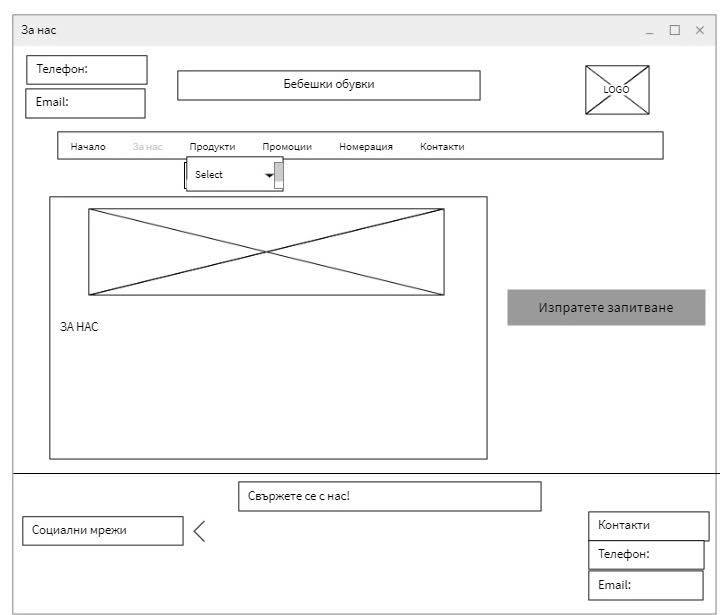 За нас
Телефон:
Email:
Бебешки обувки
LOGO
Начало За нас Продукти Промоции Номерация Контакти
Select
ЗА НАС
Изпратете запитване
Свържете се с нас!
Социални мрежи
Контакти
Телефон:
Email: